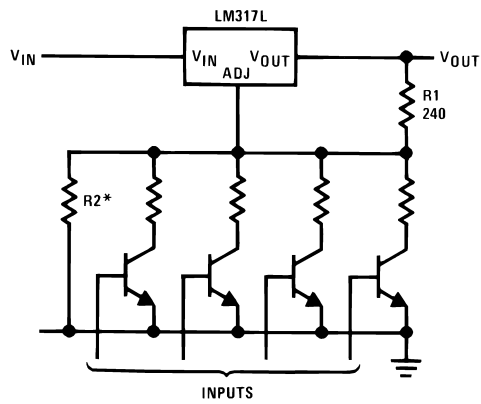 LM317L
VIN
VIN
VOUT
ADJ
VOUT
R1
240
R2*
INPUTS